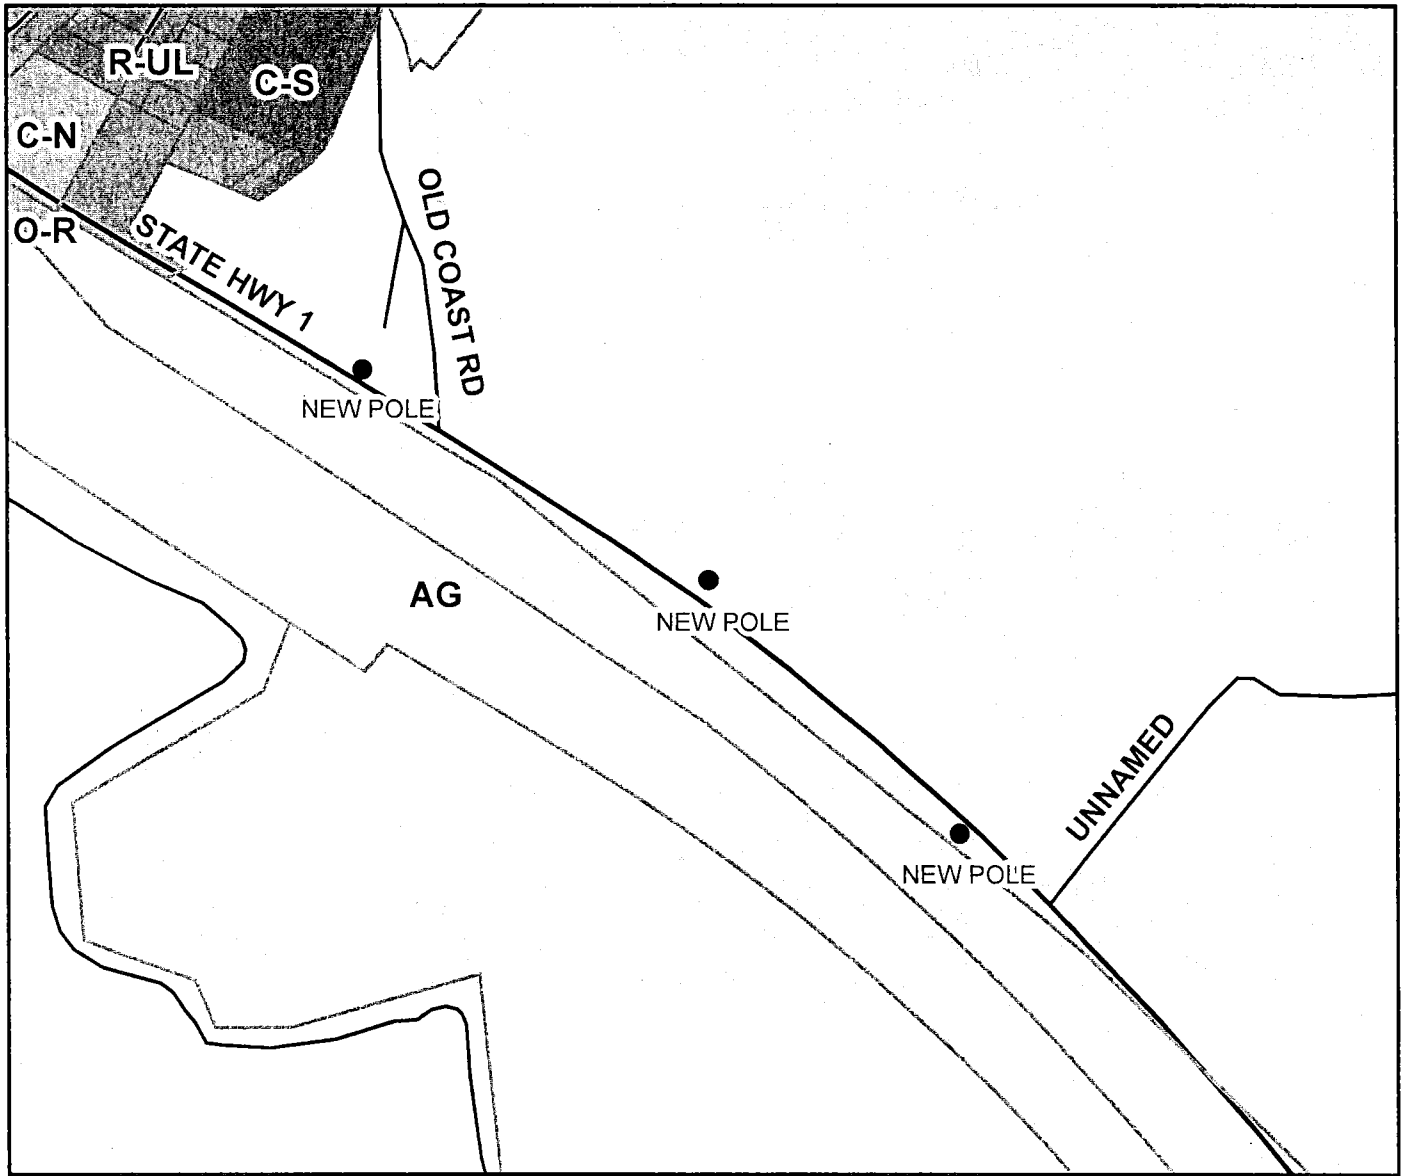 R-UL
C-S
C-N
O-R
STATE HWY 1
OLD COAST RD
NEW POLE
AG
NEW POLE
UNNAMED
NEW POLE